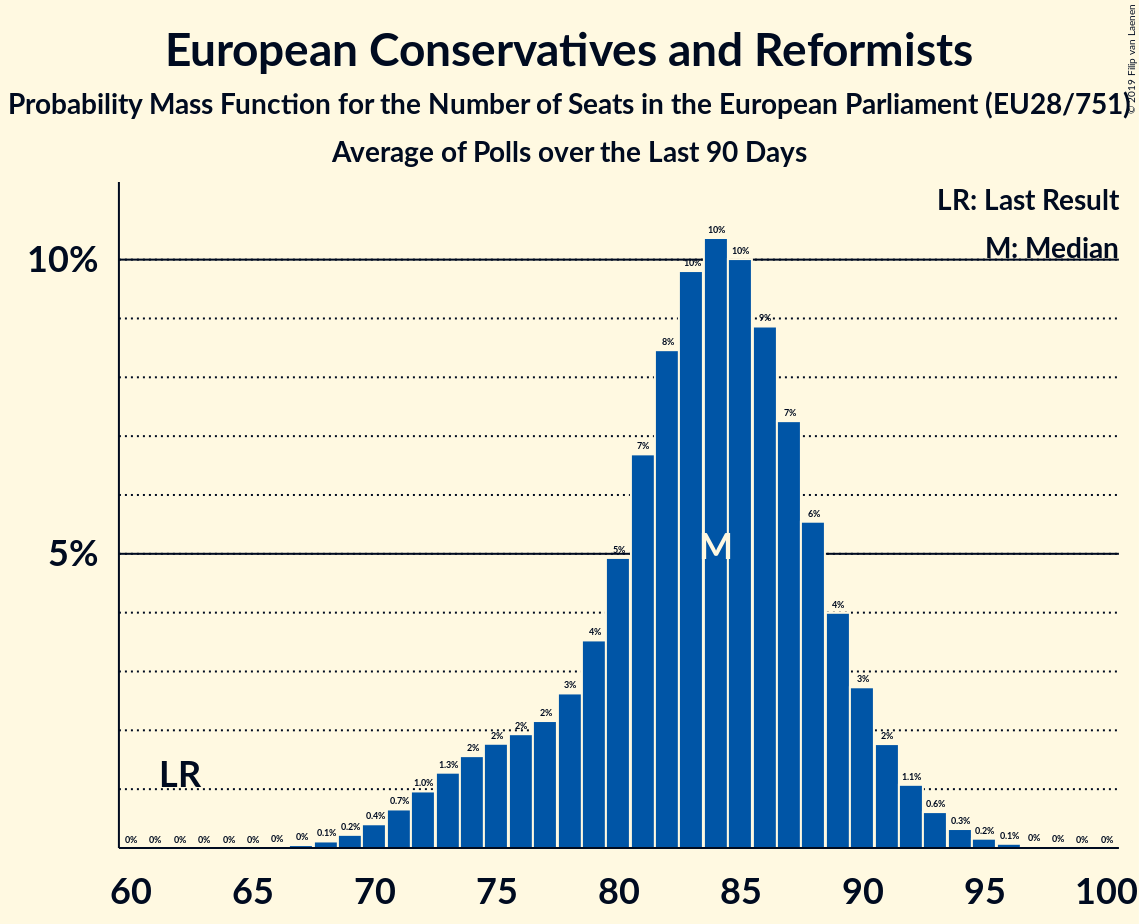 European Conservatives and Reformists
Probability Mass Function for the Number of Seats in the European Parliament (EU28/751)
Average of Polls over the Last 90 Days
© 2019 Filip van Laenen
LR: Last Result
M: Median
10%
5%
0% 0% 0% 0% 0% 0% 0% 0% 0.1% 0.2% 0.4% 0.7% 1.0% 1.3% 2% 2% 2% 2% 3% 4% 5% 7% 8% 10% 10% 10% 9% 7% 6% 4% 3% 2% 1.1% 0.6% 0.3% 0.2% 0.1% 0% 0% 0% 0%
M
LR
60 65 70 75 80 85 90 95 100